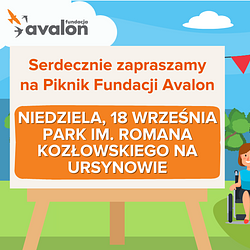 fundacja
avalon
Serdecznie zapraszamy
na Piknik Fundacji Avalon
NIEDZIELA, 18 WRZEŚNIA
PARK IM. ROMANA
KOZŁOWSKIEGO NA
URSYNOWIE